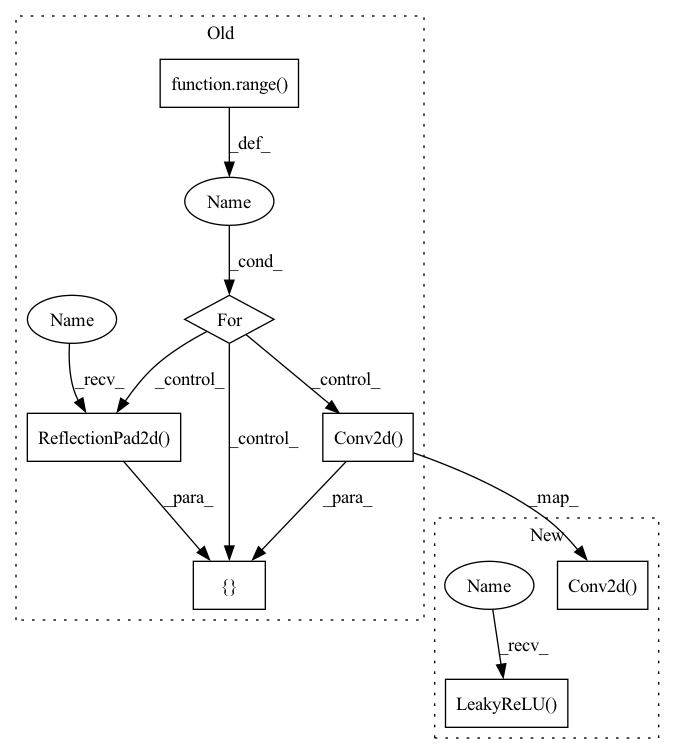 Old
function.range()
_def_
Name
_cond_
Name
For
_recv_
_control_
_control_
_control_
ReflectionPad2d()
Conv2d()
_para_
_para_
_map_
{}
New
Name
Conv2d()
_recv_
LeakyReLU()